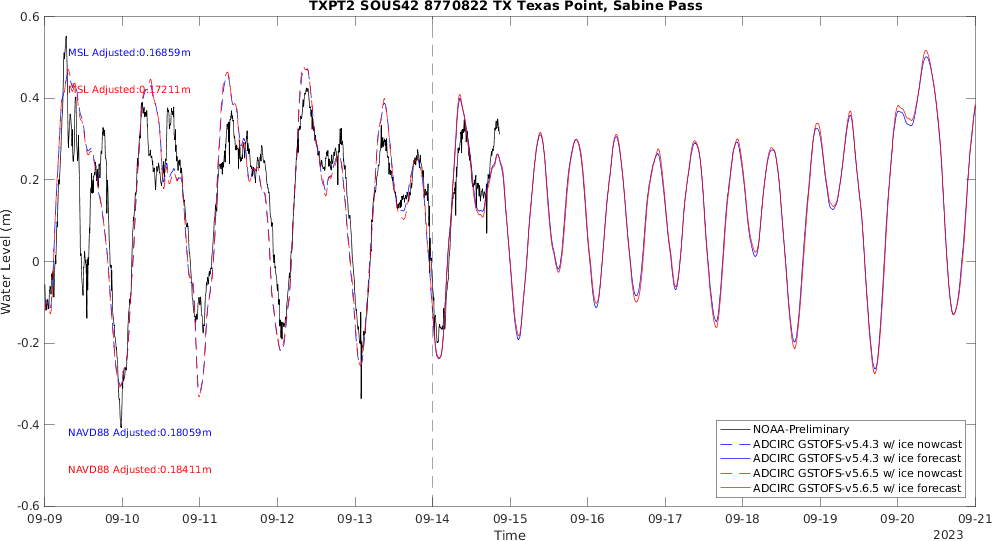 TXPT2 SOUS42 8770822 TX Texas Point, Sabine Pass
0.6
0.4
0.2
0
-0.2
-0.4
-0.6
Water Level (m)
MSL Adjusted:0.16859m
MSL Adjusted:0.17211m
NAVD88 Adjusted:0.18059m
NAVD88 Adjusted:0.18411m
NOAA-Preliminary
ADCIRC GSTOFS-v5.4.3 w/ ice nowcast
ADCIRC GSTOFS-v5.4.3 w/ ice forecast
ADCIRC GSTOFS-v5.6.5 w/ ice nowcast
ADCIRC GSTOFS-v5.6.5 w/ ice forecast
09-09 09-10 09-11 09-12 09-13 09-14 09-15 09-16 09-17 09-18 09-19 09-20 09-21
Time
2023